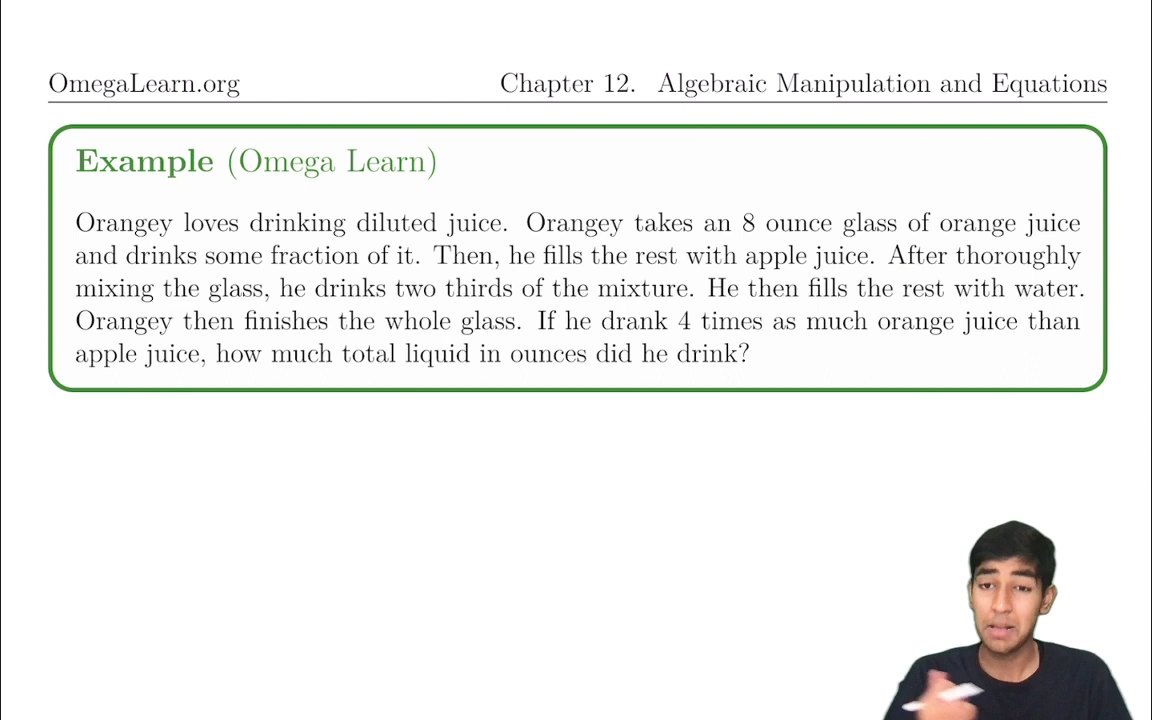 OmegaLearn.org
Chapter 12. Algebraic Manipulation and Equations
Example (Omega Learn)
Orangey loves drinking diluted juice. Orangey takes an 8 ounce glass of orange juice
and drinks some fraction of it. Then, he fills the rest with apple juice. After thoroughly
mixing the glass, he drinks two thirds of the mixture. He then fills the rest with water.
Orangey then finishes the whole glass. If he drank 4 times as much orange juice than
apple juice, how much total liquid in ounces did he drink?